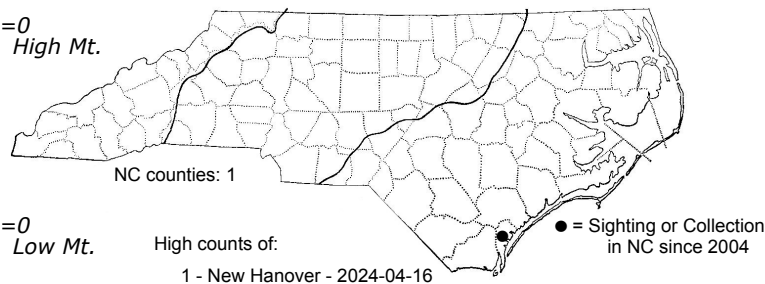 =0
High Mt.
NC counties: 1
=0
Low Mt.
High counts of:
1 - New Hanover - 2024-04-16
● = Sighting or Collection
in NC since 2004